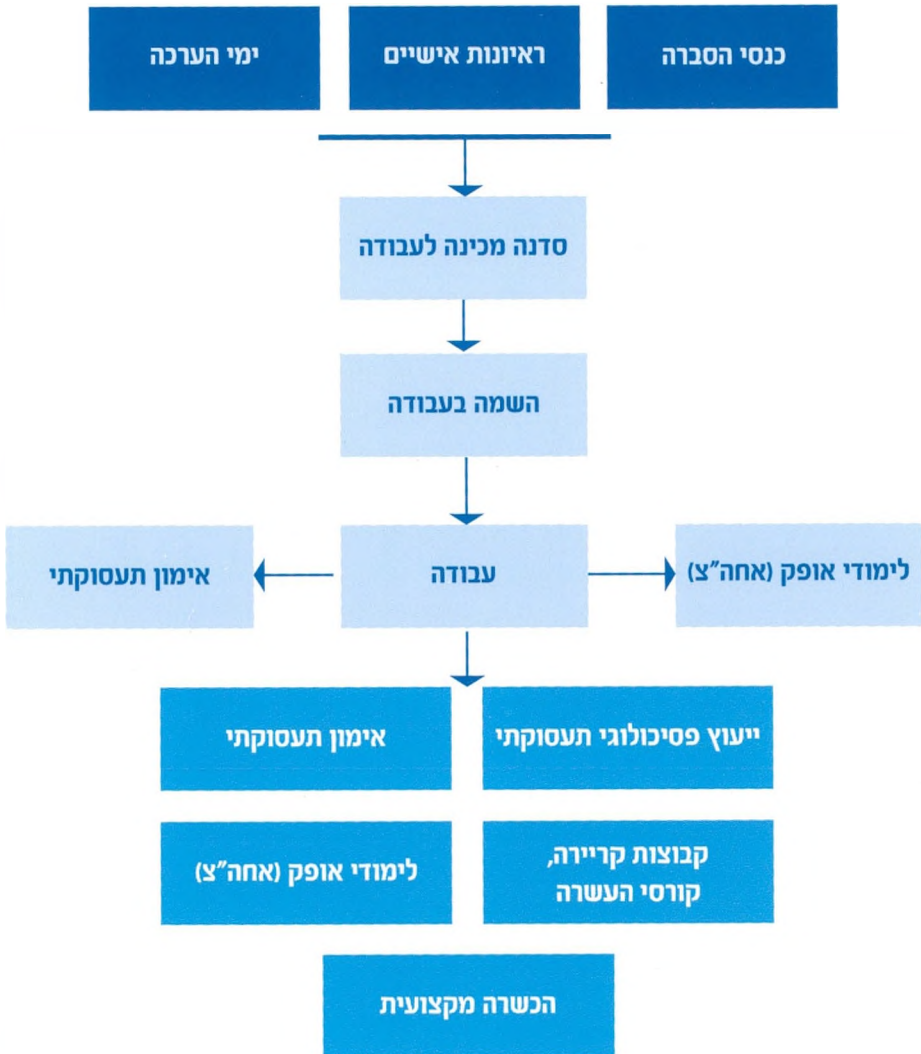 כנסי הסברה
ראיונות אישיים
ימי הערכה
סדנה מכינה לעבודה
השמה בעבודה
לימודי אופק (אחה"צ)
עבודה
אימון תעסוקתי
ייעוץ פסיכולוגי תעסוקתי
אימון תעסוקתי
קבוצות קריירה,
קורסי העשרה
לימודי אופק (אחה"צ)
הכשרה מקצועית